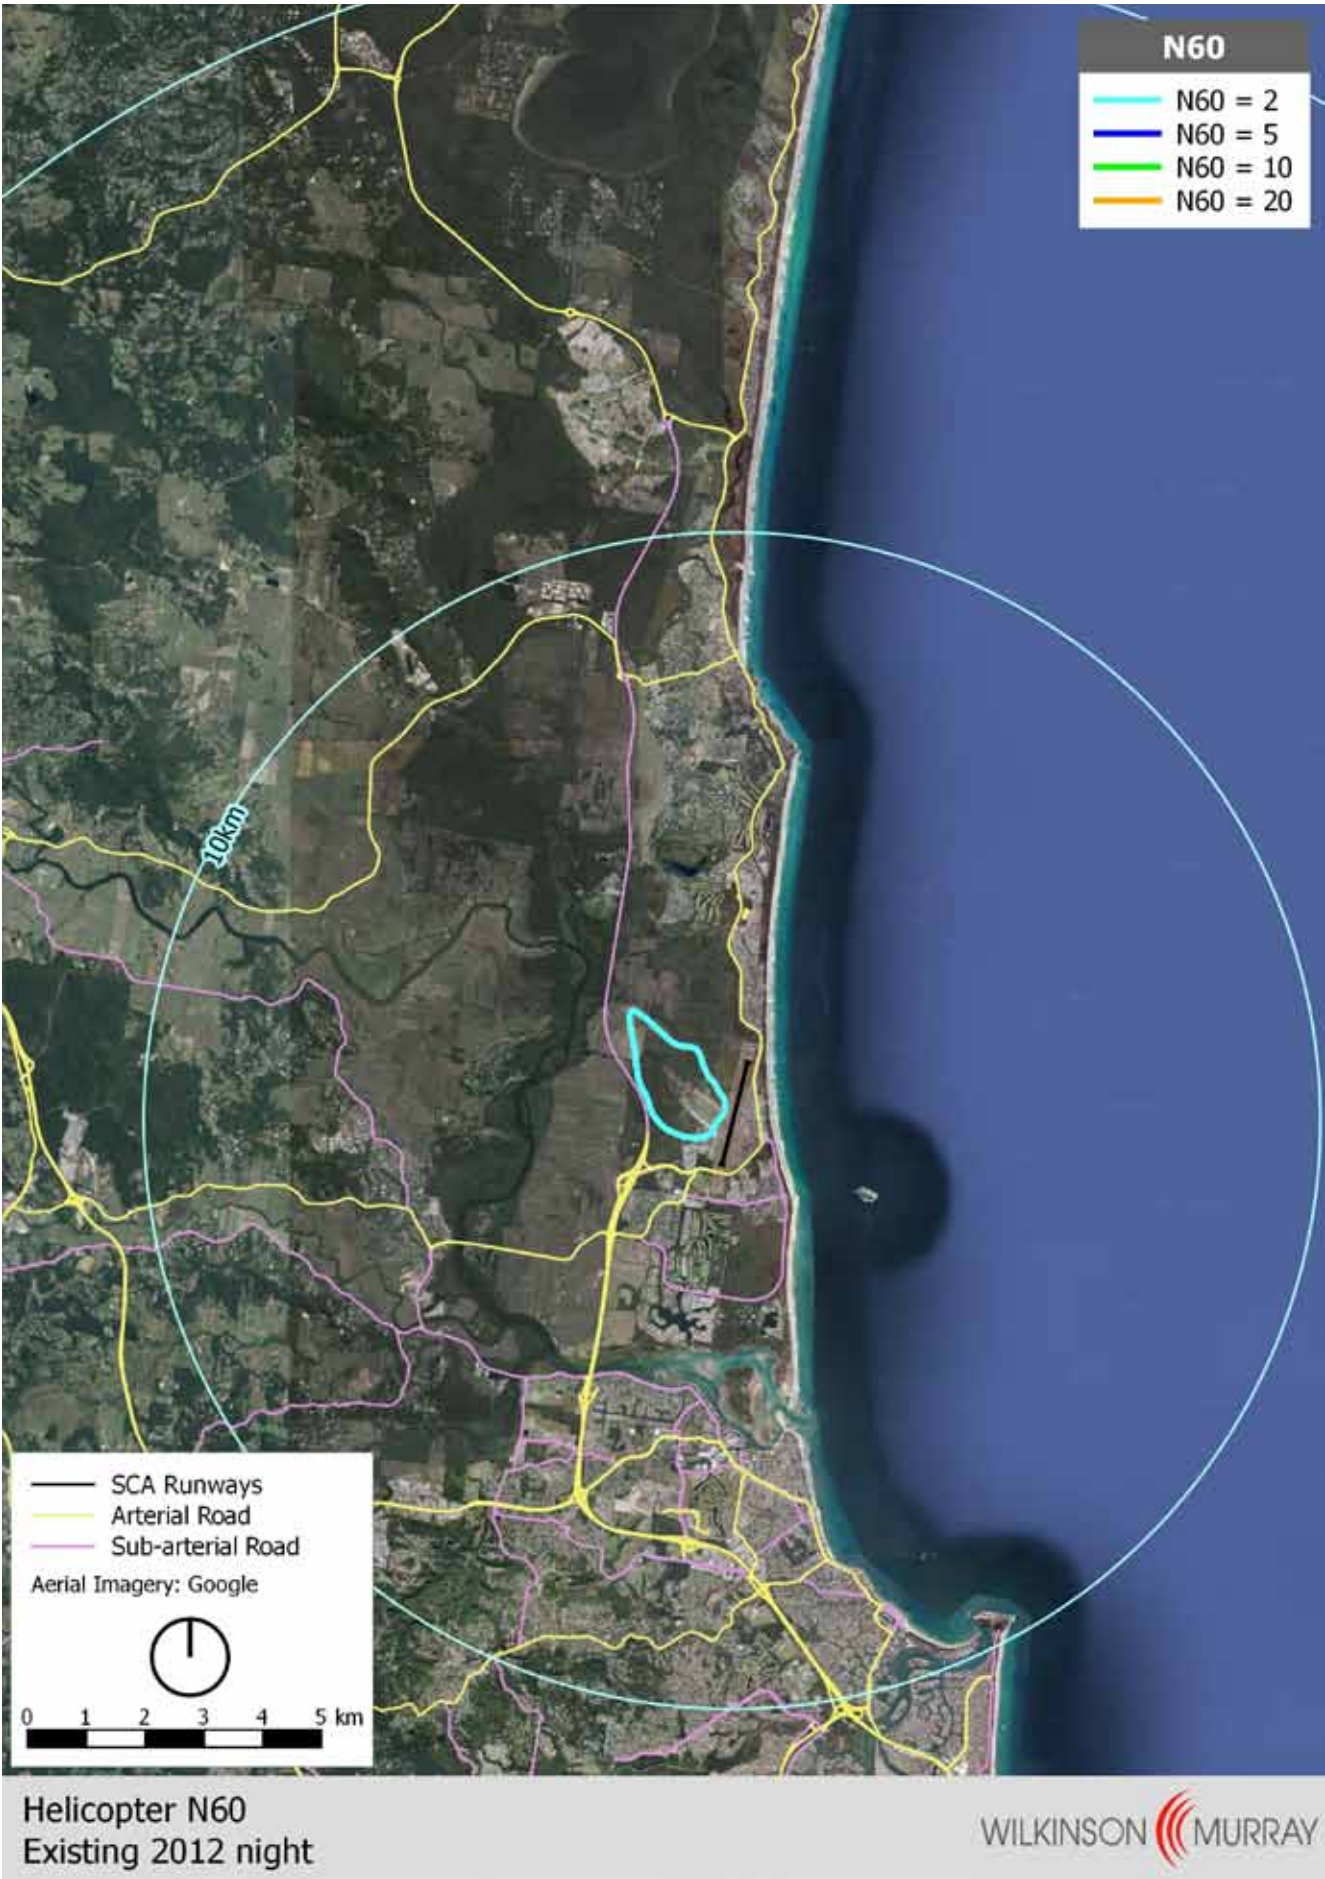 N60
N60 = 2
N60 = 5
N60 = 10
N60 = 20
10km
SCA Runways
Arterial Road
Sub-arterial Road
Aerial Imagery: Google
0 1 2 3 4 5 km
Helicopter N60
Existing 2012 night
WILKINSON MURRAY